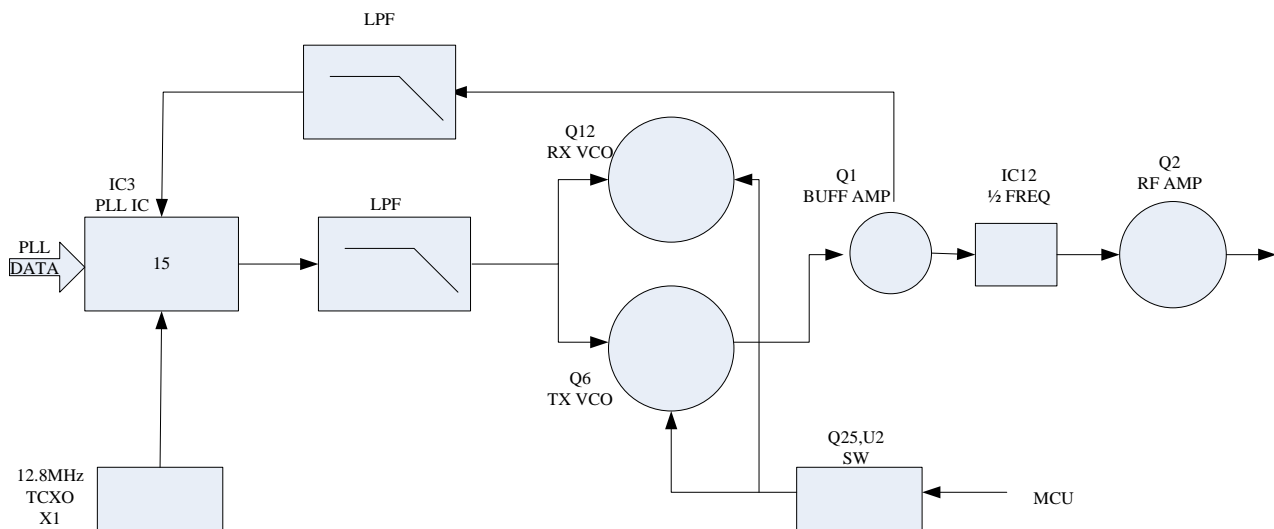 LPF
Q12
RX VCO
Q1
BUFF AMP
IC12
½ FREQ
Q2
RF AMP
IC3
PLL IC
LPF
PLL
DATA
15
Q6
TX VCO
Q25,U2
SW
12.8MHz
TCXO
X1
MCU